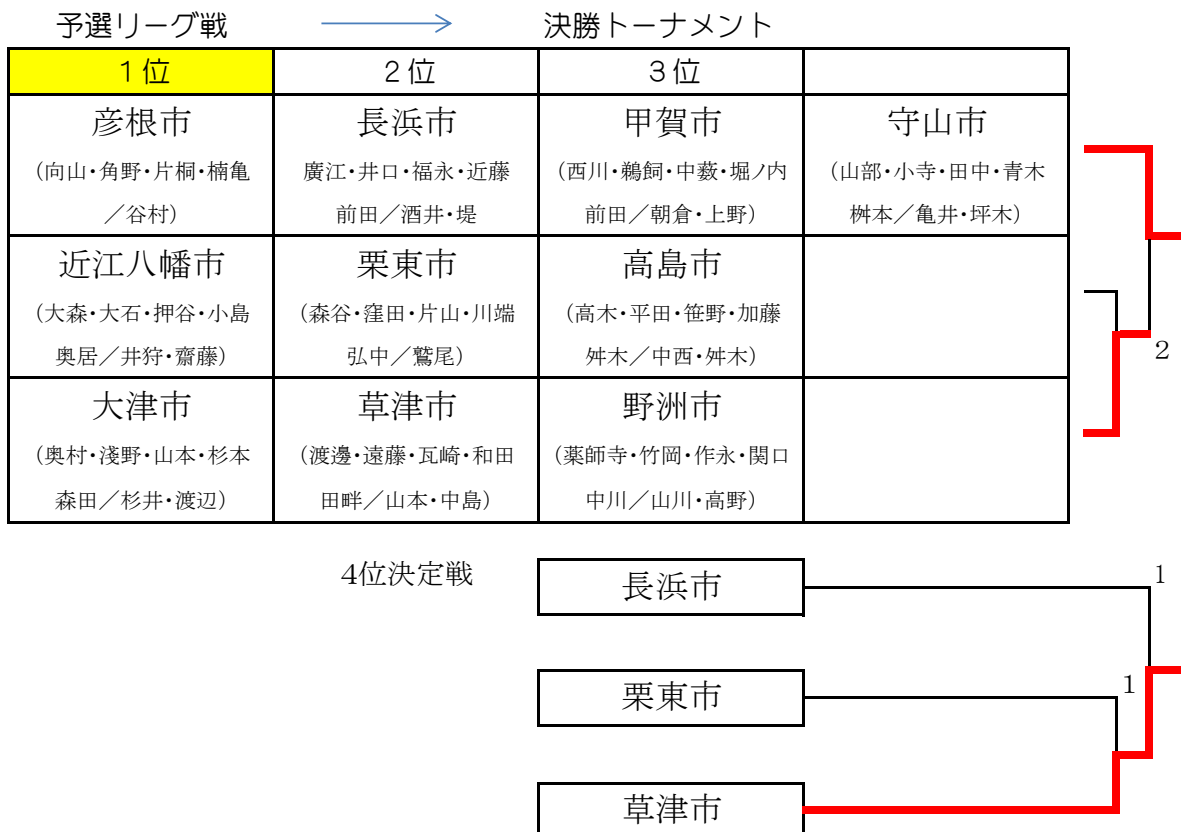 予選リーグ戦 決勝トーナメント
1位 2位 3位
彦根市 長浜市 甲賀市 守山市
(向山・角野・片桐・楠亀 廣江・井口・福永・近藤 (西川・鵜飼・中薮・堀ノ内 (山部・小寺・田中・青木
／谷村) 前田／酒井・堤 前田／朝倉・上野) 桝本／亀井・坪木)
近江八幡市 栗東市 高島市
(大森・大石・押谷・小島 (森谷・窪田・片山・川端 (高木・平田・笹野・加藤
奥居／井狩・齋藤) 弘中／鷲尾) 舛木／中西・舛木)
2
大津市 草津市 野洲市
(奥村・淺野・山本・杉本 (渡邊・遠藤・瓦崎・和田 (薬師寺・竹岡・作永・関口
森田／杉井・渡辺) 田畔／山本・中島) 中川／山川・高野)
4位決定戦 長浜市 1
栗東市 1
草津市